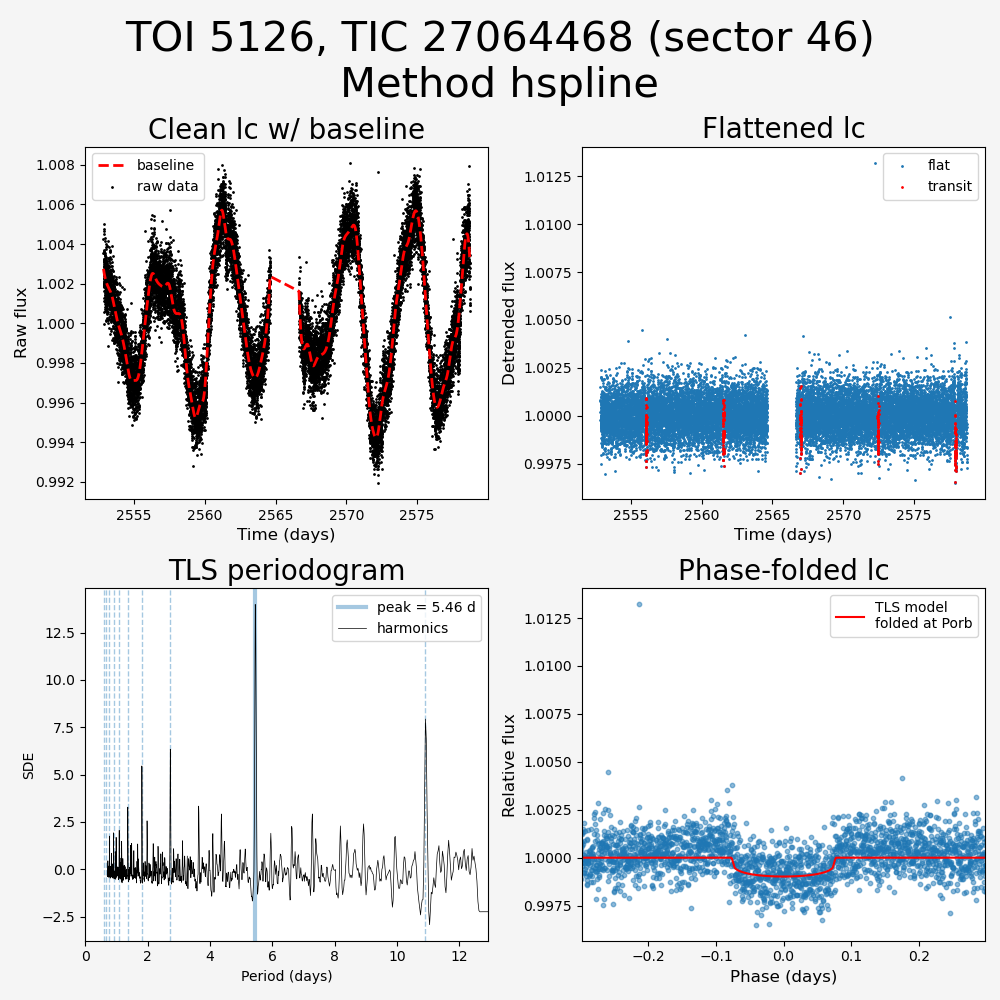 TOI 5126, TIC 27064468 (sector 46)
Method hspline
Clean lc w/ baseline
baseline
raw data
1.008
1.006
1.004
1.002
1.000
0.998
0.996
0.994
0.992
Raw flux
2555
2560
2565
2570
2575
Time (days)
Flattened lc
flat
transit
1.0125
1.0100
1.0075
1.0050
1.0025
1.0000
0.9975
Detrended flux
2555
2560
2565
2570
2575
Time (days)
TLS periodogram
peak = 5.46 d
harmonics
12.5
10.0
7.5
5.0
2.5
0.0
−2.5
SDE
0
2
4
6
8
10
12
Period (days)
Phase-folded lc
TLS model
folded at Porb
1.0125
1.0100
1.0075
1.0050
1.0025
1.0000
0.9975
Relative flux
−0.2
−0.1
0.0
0.1
0.2
Phase (days)